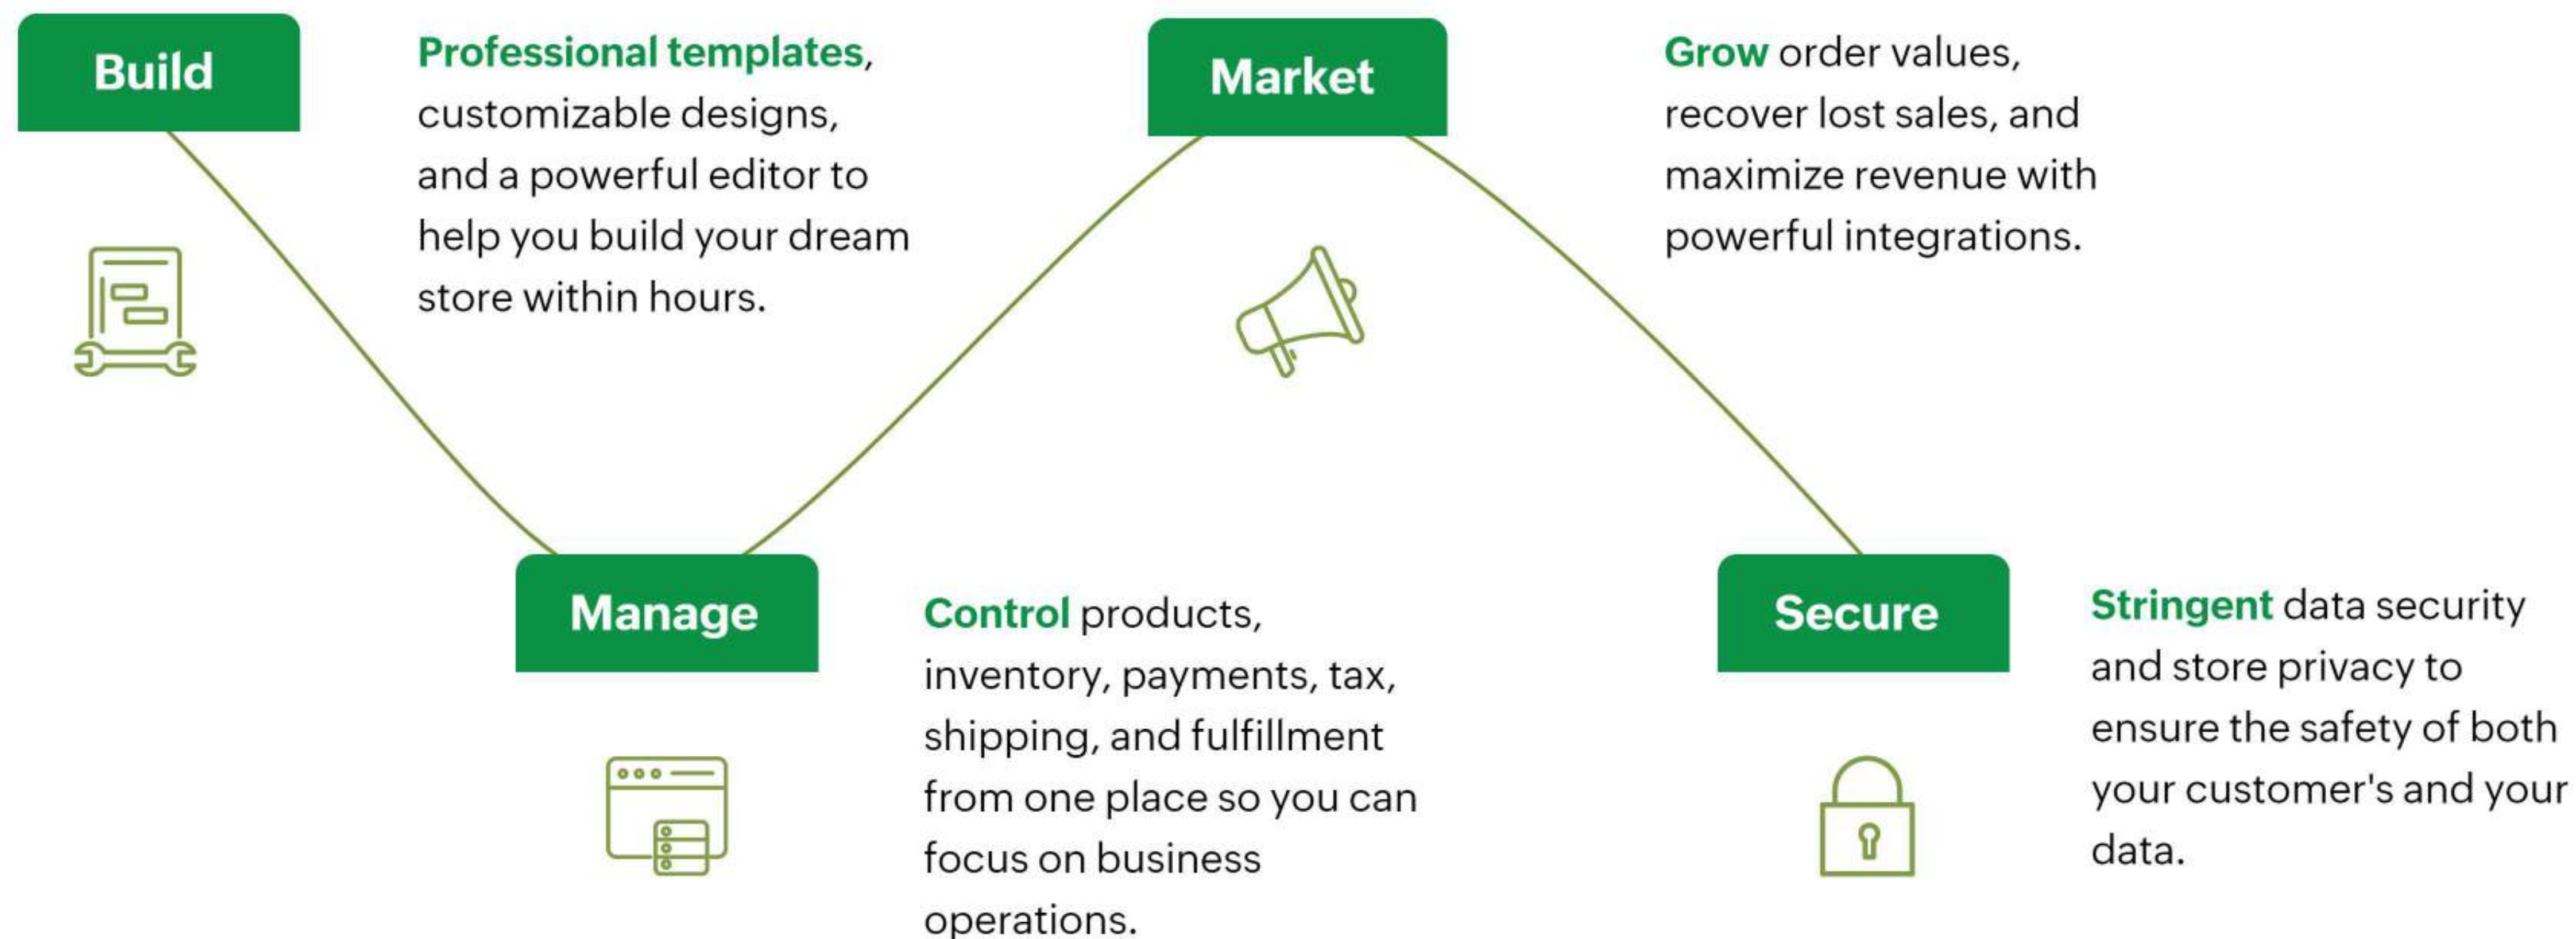 Build
Professional templates,
customizable designs,
and a powerful editor to
help you build your dream
store within hours.
Manage
Control products,
inventory, payments, tax,
shipping, and fulfillment
from one place so you can
focus on business
operations.
Market
Grow order values,
recover lost sales, and
maximize revenue with
powerful integrations.
Secure
Stringent data security
and store privacy to
ensure the safety of both
your customer's and your
data.